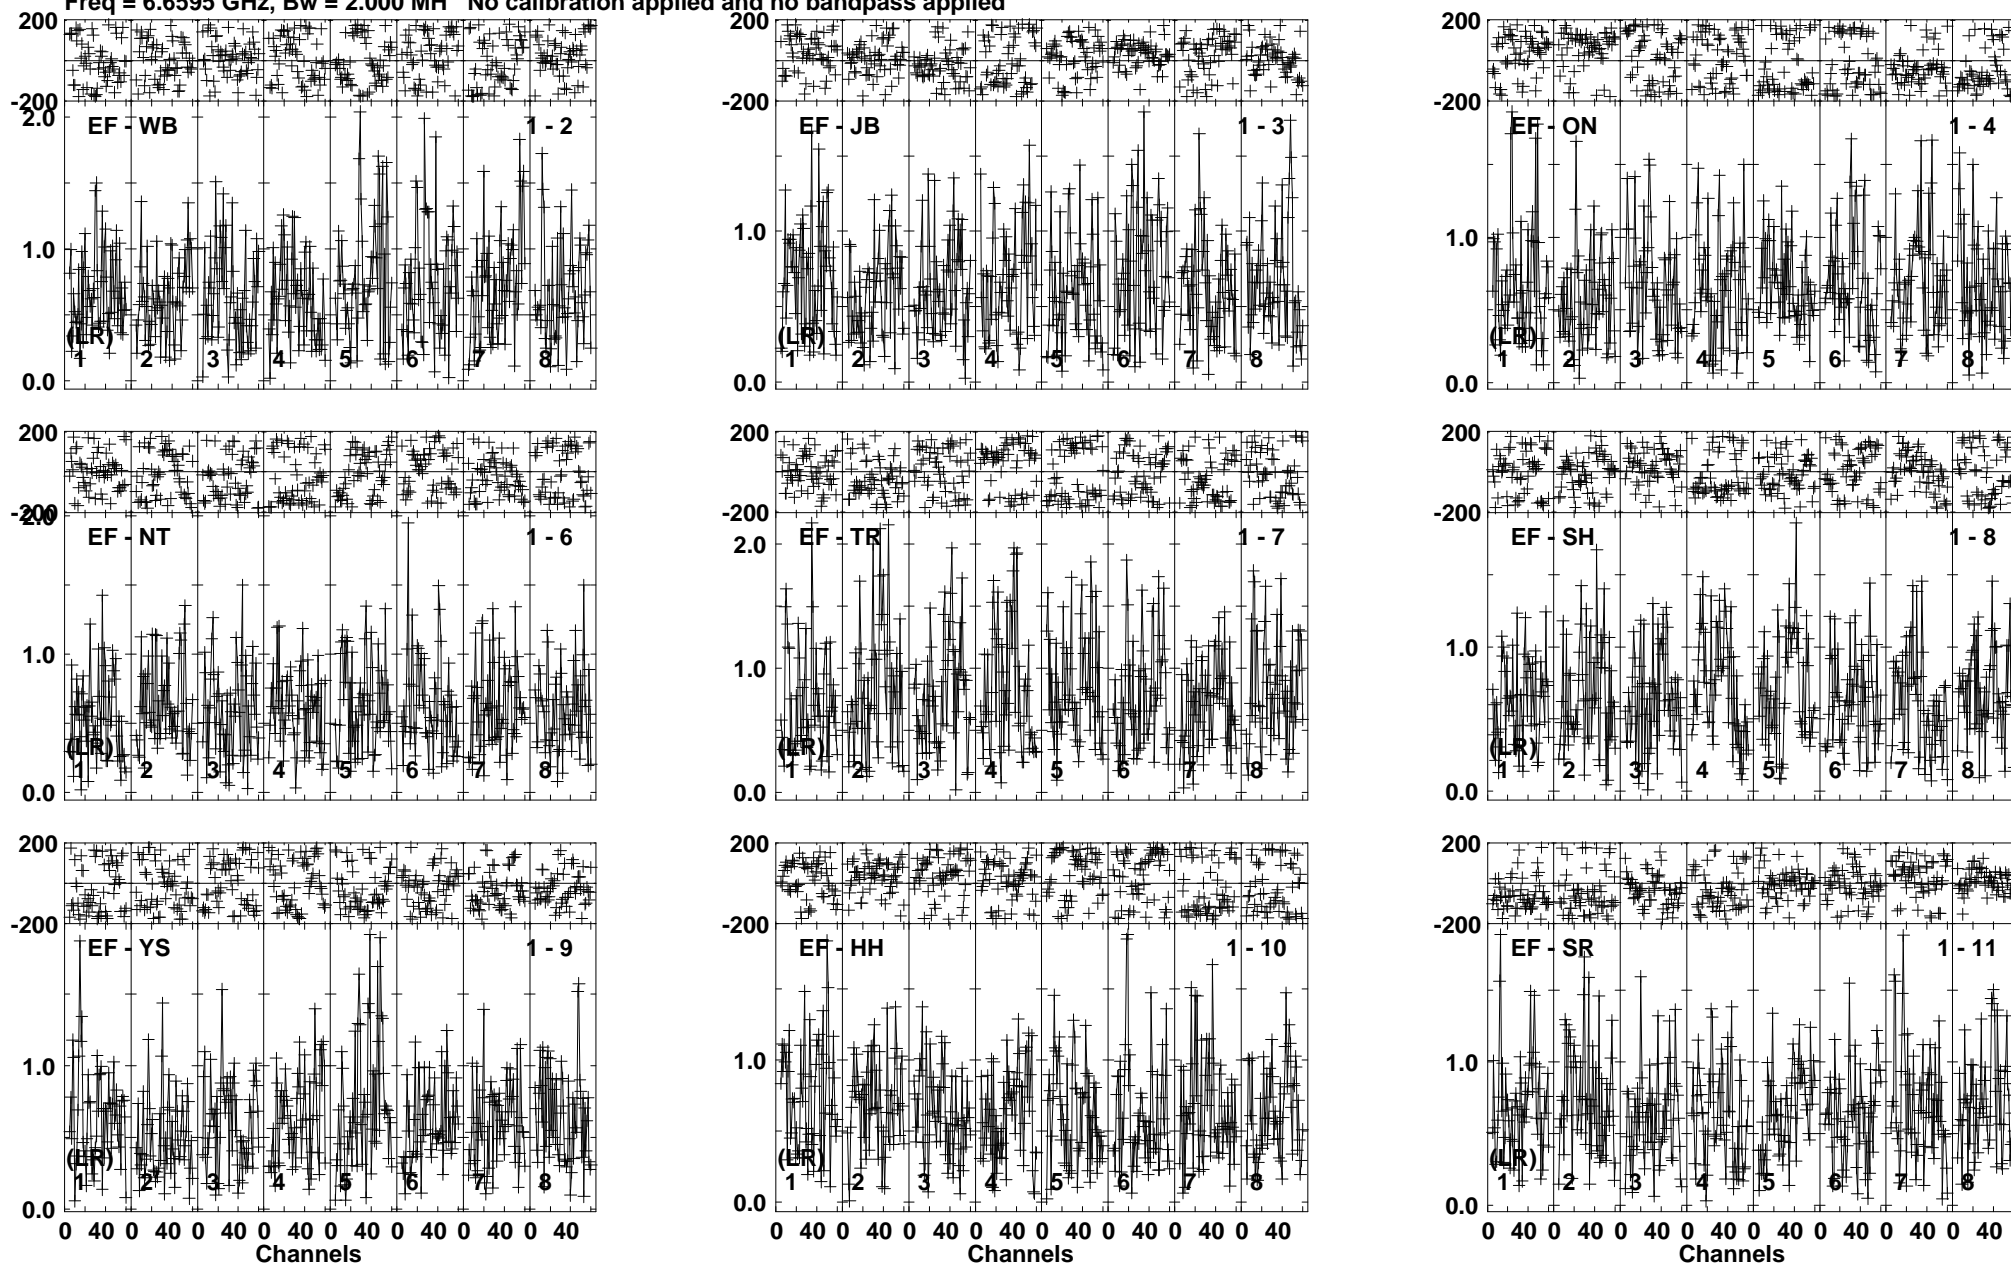 Freq = 6.6595 GHz, Bw = 2.000 MH No calibration applied and no bandpass applied
200 200 200
-200 -200 -200
2.0
EF - WB 1 - 2 EF - JB 1 - 3 EF - ON 1 - 4
1.0 1.0 1.0
(LR) (LR) (LR)
1 2 3 4 5 6 7 8 1 2 3 4 5 6 7 8 1 2 3 4 5 6 7 8
0.0 0.0 0.0
200 200 200
-200 -200 -200
2.0
EF - NT 1 - 6 EF - TR 1 - 7 EF - SH 1 - 8
2.0
1.0 1.0 1.0
(LR) (LR) (LR)
1 2 3 4 5 6 7 8 1 2 3 4 5 6 7 8 1 2 3 4 5 6 7 8
0.0 0.0 0.0
200 200 200
-200 -200 -200
EF - YS 1 - 9 EF - HH 1 - 10 EF - SR 1 - 11
1.0 1.0 1.0
(LR) (LR) (LR)
1 2 3 4 5 6 7 8 1 2 3 4 5 6 7 8 1 2 3 4 5 6 7 8
0.0 0.0 0.0
0 40 0 40 0 40 0 40 0 40 0 40 0 40 0 40 0 40 0 40 0 40 0 40 0 40 0 40 0 40 0 40 0 40 0 40 0 40 0 40 0 40 0 40 0 40 0 40
Channels Channels Channels